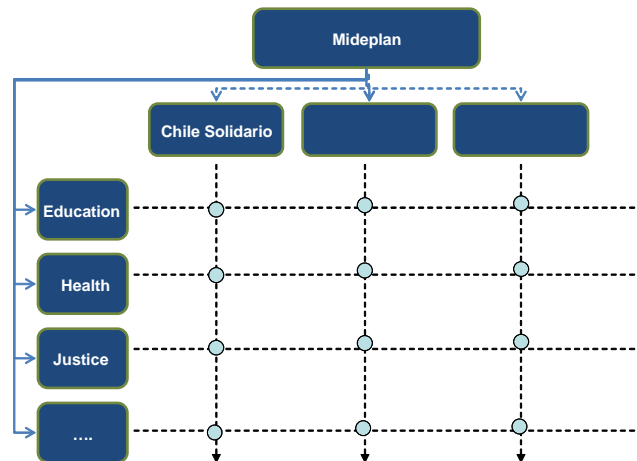 Mideplan
Chile Solidario
Education
Health
Justice
....